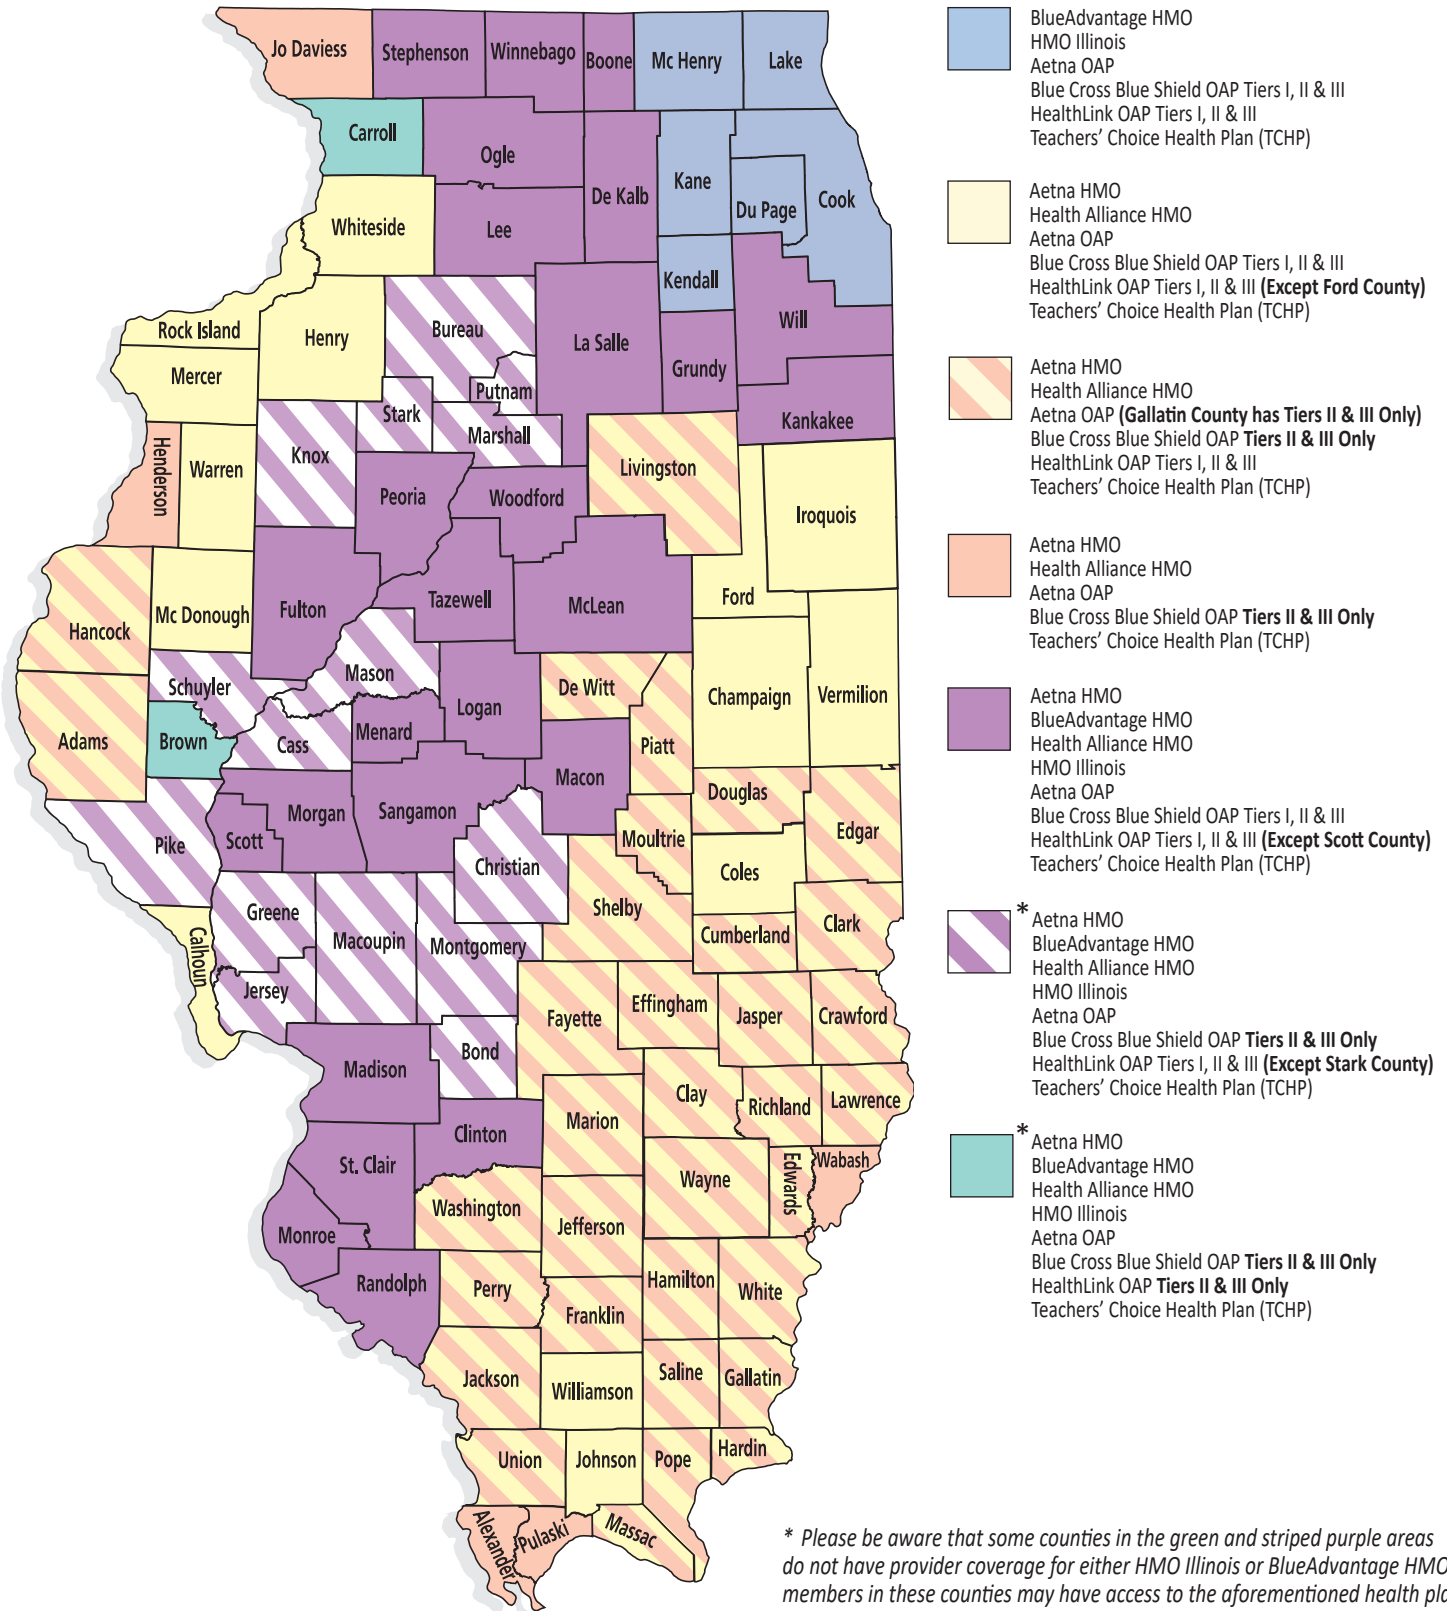 Jo Daviess
Stephenson
Winnebago
Boone
Mc Henry
Lake
Carroll
Ogle
De Kalb
Kane
Du Page
Cook
Whiteside
Lee
Kendall
Rock Island
Henry
Bureau
La Salle
Will
Grundy
Mercer
Putnam
Stark
Marshall
Kankakee
Henderson
Warren
Knox
Peoria
Woodford
Livingston
Iroquois
Hancock
Mc Donough
Fulton
Tazewell
McLean
Ford
Schuyler
Mason
Logan
De Witt
Champaign
Vermilion
Adams
Brown
Cass
Menard
Piatt
Macon
Pike
Scott
Morgan
Sangamon
Christian
Moultrie
Douglas
Edgar
Coles
Shelby
Calhoun
Greene
Macoupin
Montgomery
Cumberland
Clark
Jersey
Fayette
Effingham
Jasper
Crawford
Madison
Bond
Clay
Richland
Lawrence
Marion
Clinton
St. Clair
Wayne
Edwards
Wabash
Washington
Jefferson
Monroe
Randolph
Perry
Hamilton
White
Franklin
Jackson
Williamson
Saline
Gallatin
Union
Johnson
Pope
Hardin
Alexander
Pulaski
Massac
BlueAdvantage HMO
HMO Illinois
Aetna OAP
Blue Cross Blue Shield OAP Tiers I, II & III
HealthLink OAP Tiers I, II & III
Teachers’ Choice Health Plan (TCHP)
Aetna HMO
Health Alliance HMO
Aetna OAP
Blue Cross Blue Shield OAP Tiers I, II & III
HealthLink OAP Tiers I, II & III (Except Ford County)
Teachers’ Choice Health Plan (TCHP)
Aetna HMO
Health Alliance HMO
Aetna OAP (Gallatin County has Tiers II & III Only)
Blue Cross Blue Shield OAP Tiers II & III Only
HealthLink OAP Tiers I, II & III
Teachers’ Choice Health Plan (TCHP)
Aetna HMO
Health Alliance HMO
Aetna OAP
Blue Cross Blue Shield OAP Tiers II & III Only
Teachers’ Choice Health Plan (TCHP)
Aetna HMO
BlueAdvantage HMO
Health Alliance HMO
HMO Illinois
Aetna OAP
Blue Cross Blue Shield OAP Tiers I, II & III
HealthLink OAP Tiers I, II & III (Except Scott County)
Teachers’ Choice Health Plan (TCHP)
* Aetna HMO
BlueAdvantage HMO
Health Alliance HMO
HMO Illinois
Aetna OAP
Blue Cross Blue Shield OAP Tiers II & III Only
HealthLink OAP Tiers I, II & III (Except Stark County)
Teachers’ Choice Health Plan (TCHP)
* Aetna HMO
BlueAdvantage HMO
Health Alliance HMO
HMO Illinois
Aetna OAP
Blue Cross Blue Shield OAP Tiers II & III Only
HealthLink OAP Tiers II & III Only
Teachers’ Choice Health Plan (TCHP)
* Please be aware that some counties in the green and striped purple areas
do not have provider coverage for either HMO Illinois or BlueAdvantage HMO
members in these counties may have access to the aforementioned health